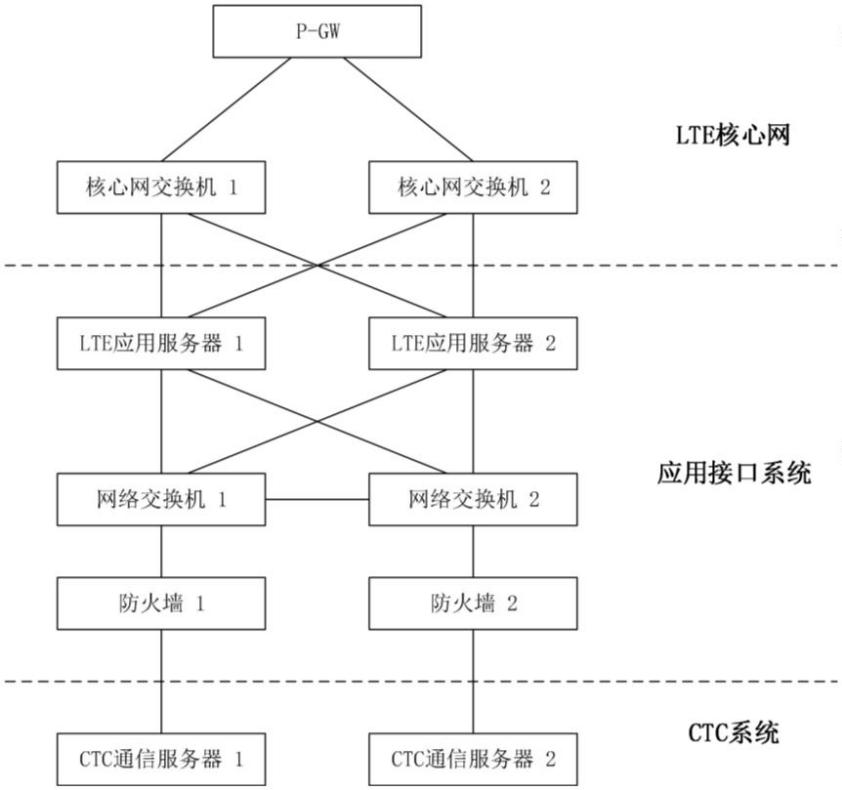 P-GW
LTE核心网
核心网交换机 1
核心网交换机 2
LTE应用服务器 1
LTE应用服务器 2
应用接口系统
网络交换机 1
网络交换机 2
防火墙 1
防火墙 2
CTC系统
CTC通信服务器 1
CTC通信服务器 2